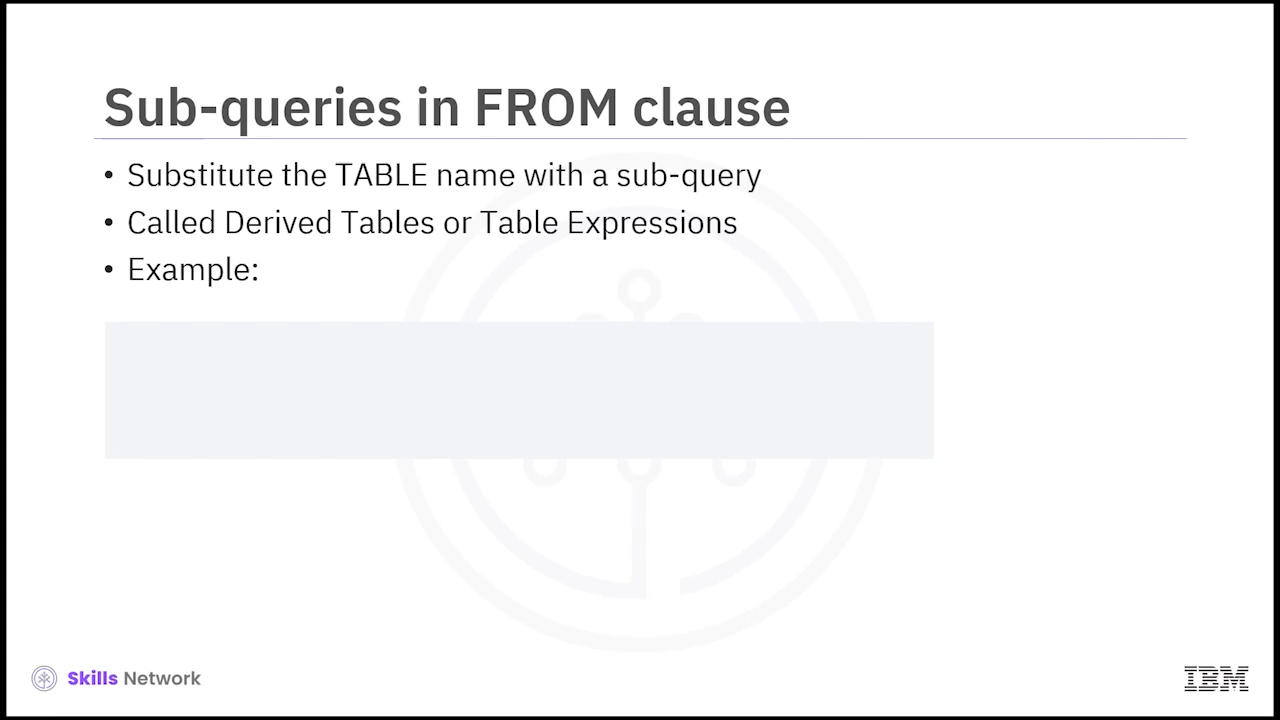 Sub-queries in FROM clause
• Substitute the TABLE name with a sub-query
• Called Derived Tables or Table Expressions
• Example:
Skills Network
IBM